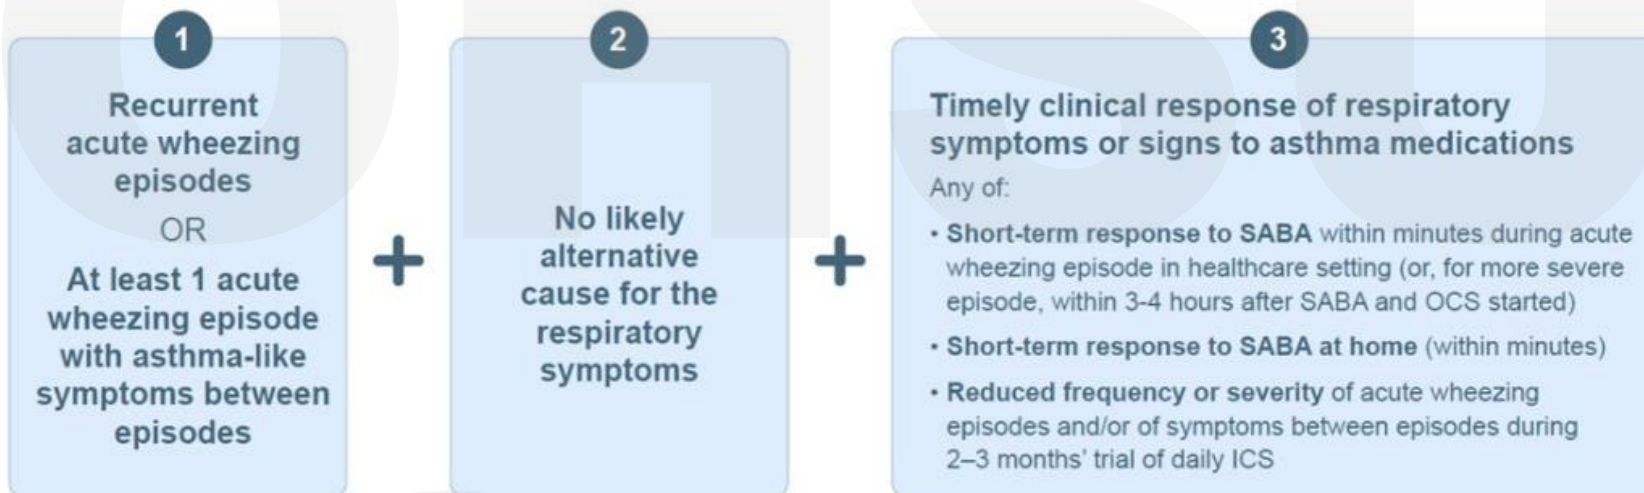 1
Recurrent
acute wheezing
episodes
OR
At least 1 acute
wheezing episode
with asthma-like
symptoms between
episodes
+
2
No likely
alternative
cause for the
respiratory
symptoms
+
3
Timely clinical response of respiratory
symptoms or signs to asthma medications
Any of:
• Short-term response to SABA within minutes during acute
wheezing episode in healthcare setting (or, for more severe
episode, within 3-4 hours after SABA and OCS started)
• Short-term response to SABA at home (within minutes)
• Reduced frequency or severity of acute wheezing
episodes and/or of symptoms between episodes during
2–3 months' trial of daily ICS